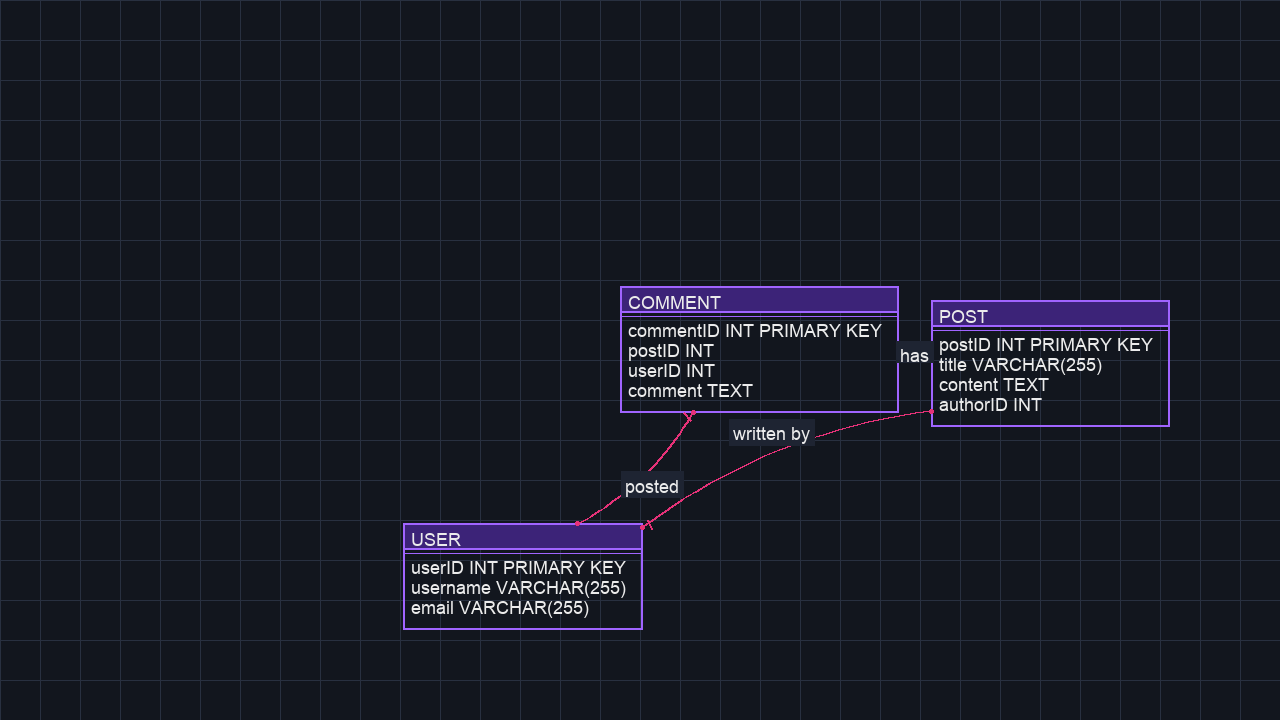 COMMENT
commentID INT PRIMARY KEY
postID INT
userID INT
comment TEXT
has
POST
postID INT PRIMARY KEY
title VARCHAR(255)
content TEXT
authorID INT
written by
posted
USER
userID INT PRIMARY KEY
username VARCHAR(255)
email VARCHAR(255)